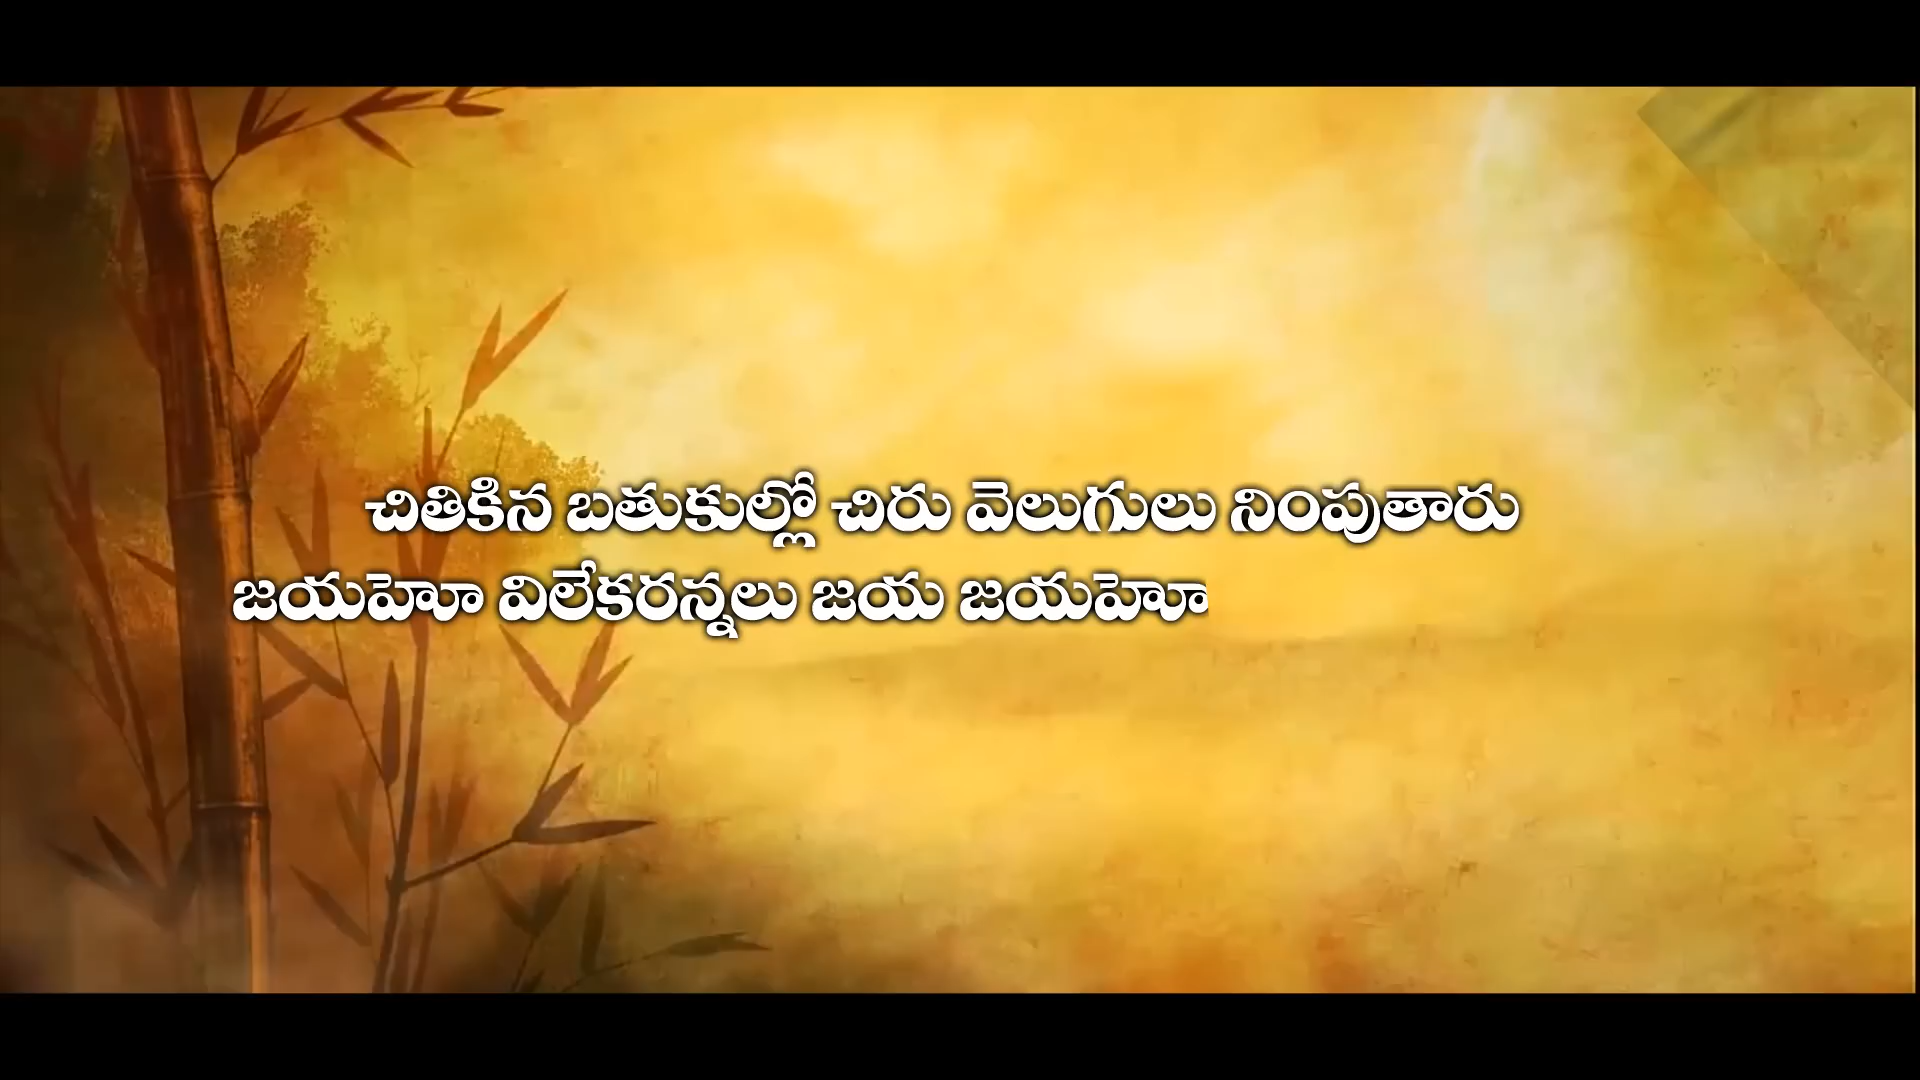 చితికిన బతుకుల్లో చిరు వెలుగులు నింపుతారు
జయహెూ విలేకరన్నలు జయ జయహెూ